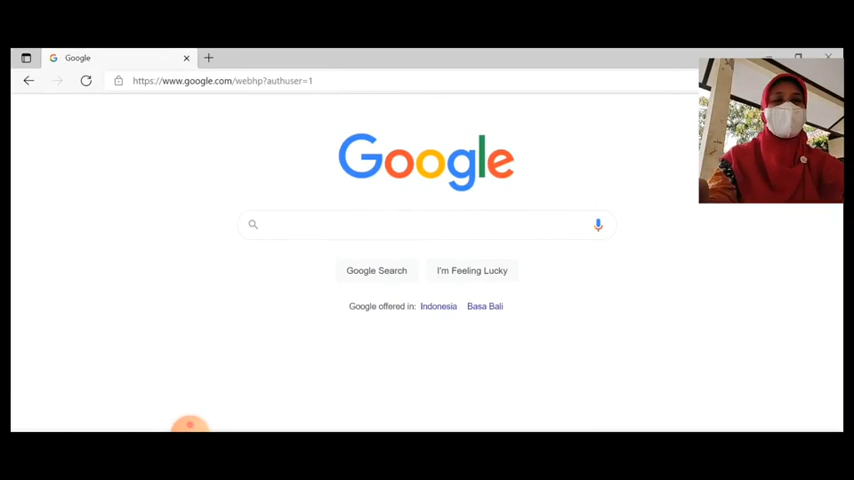 Google
https://www.google.com/webhp?authuser=1
Google
Google Search
I'm Feeling Lucky
Google offered in: Indonesia Basa Bali